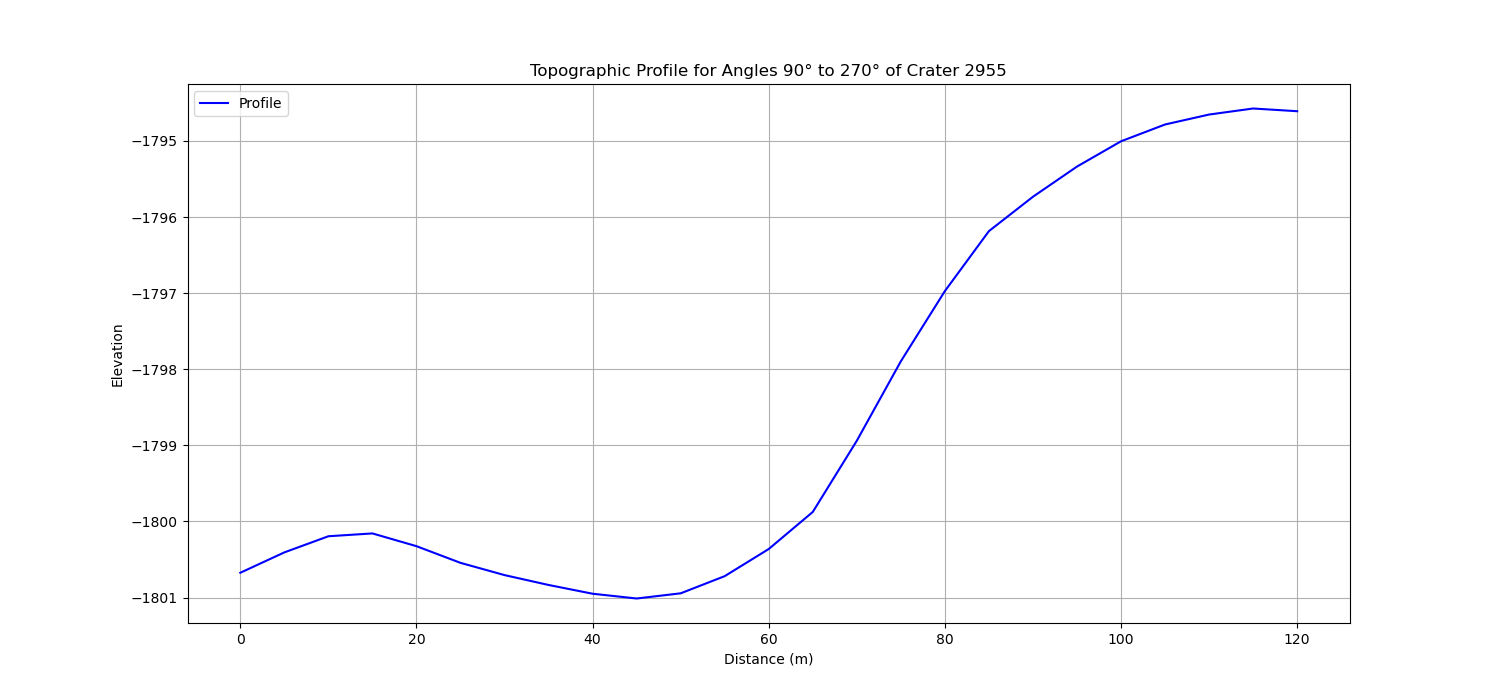 Topographic Profile for Angles 90° to 270° of Crater 2955
Profile
−1795
−1796
−1797
−1798
−1799
−1800
−1801
Elevation
0 20 40 60 80 100 120
Distance (m)